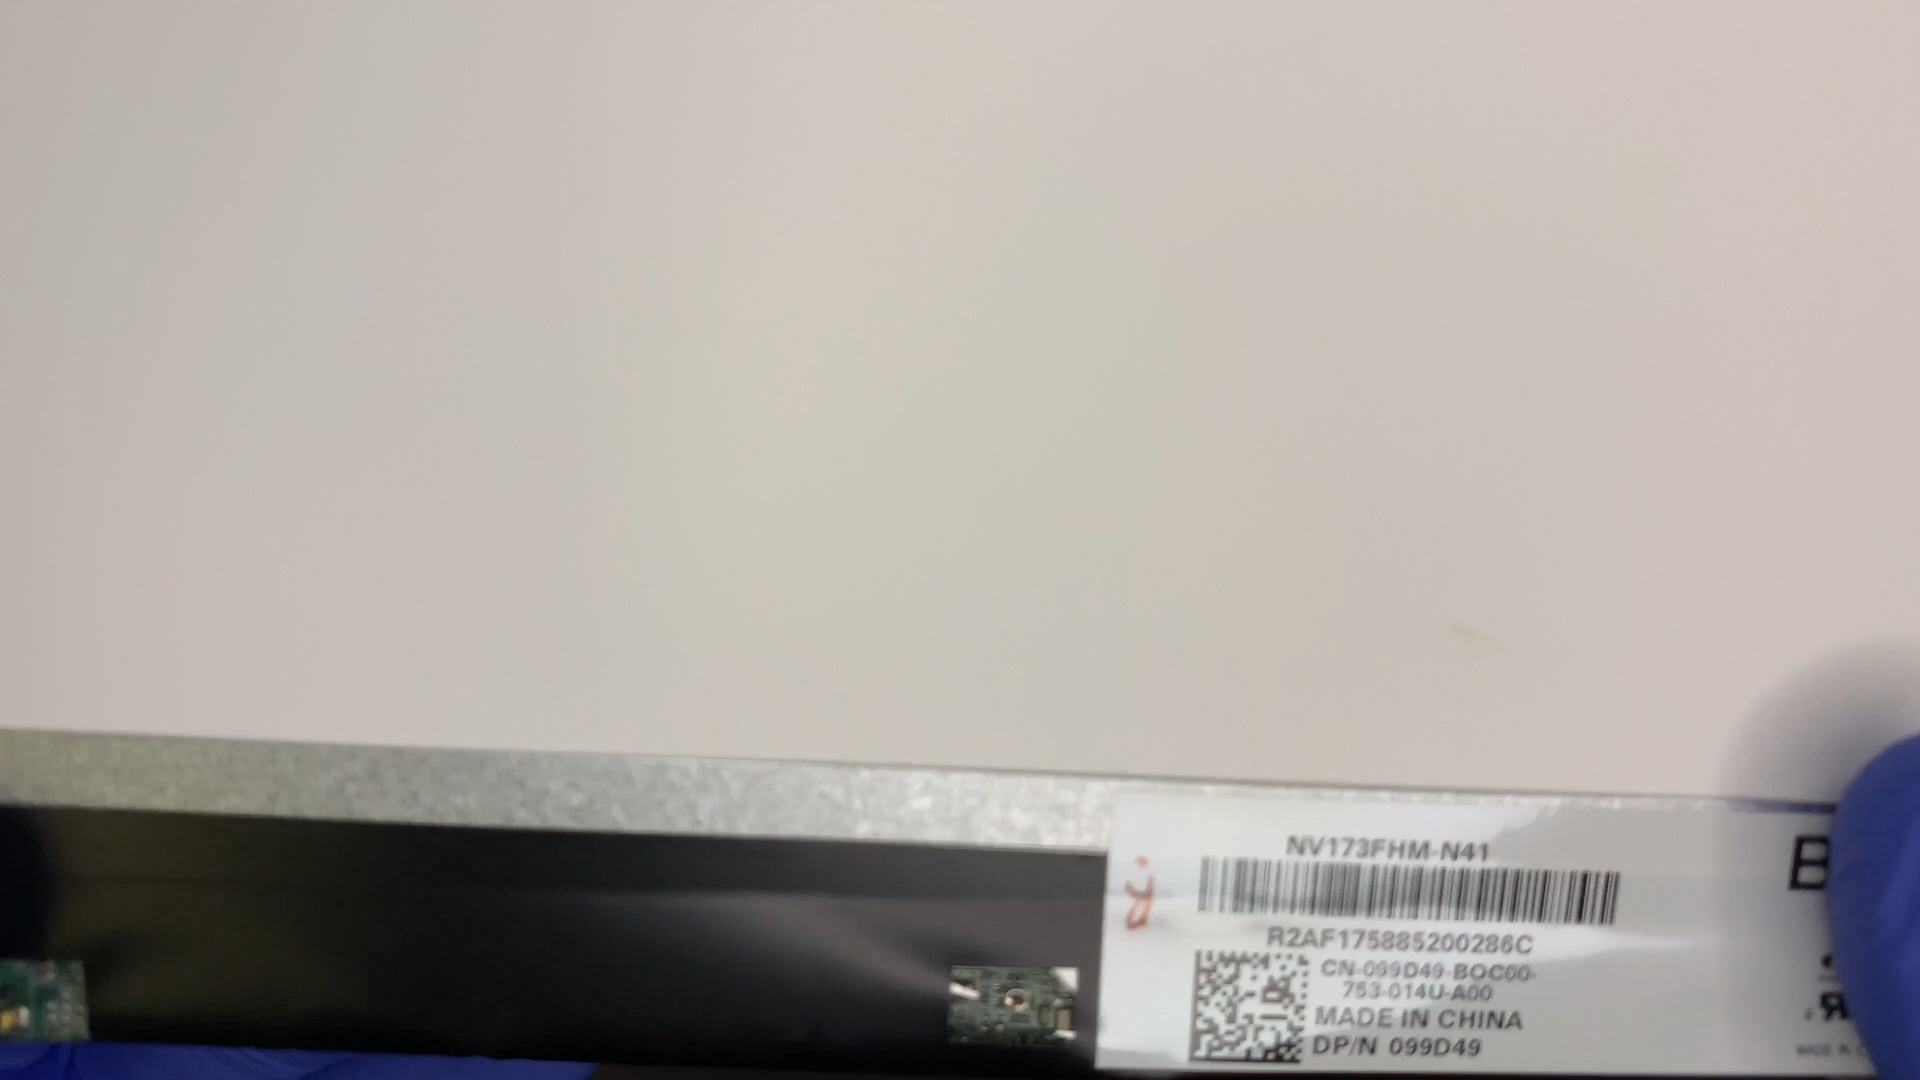 NV173FHM-N41
R2AF175885200286C
CN-099D49-BOC00-
753-014U-A00
MADE IN CHINA
DP/N 099D49
B